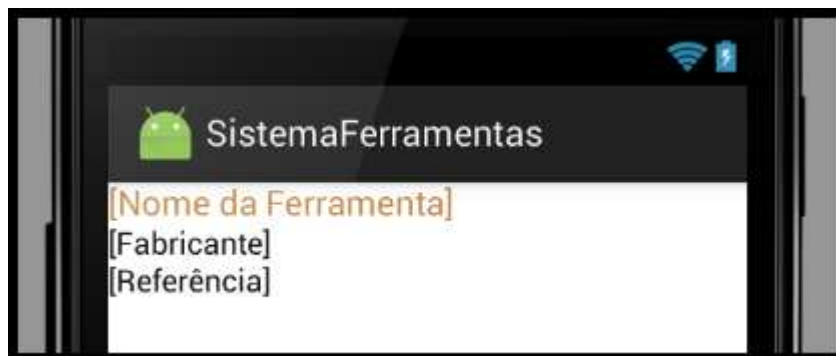 SistemaFerramentas
[Nome da Ferramenta]
[Fabricante]
[Referência]